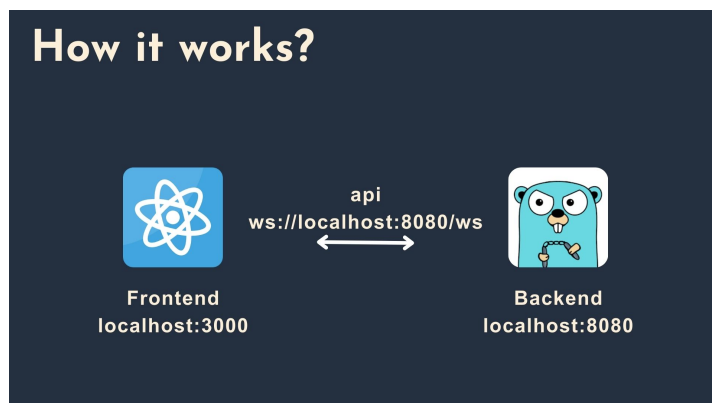 How it works?
api
ws://localhost:8080/ws
Frontend
localhost:3000
Backend
localhost:8080